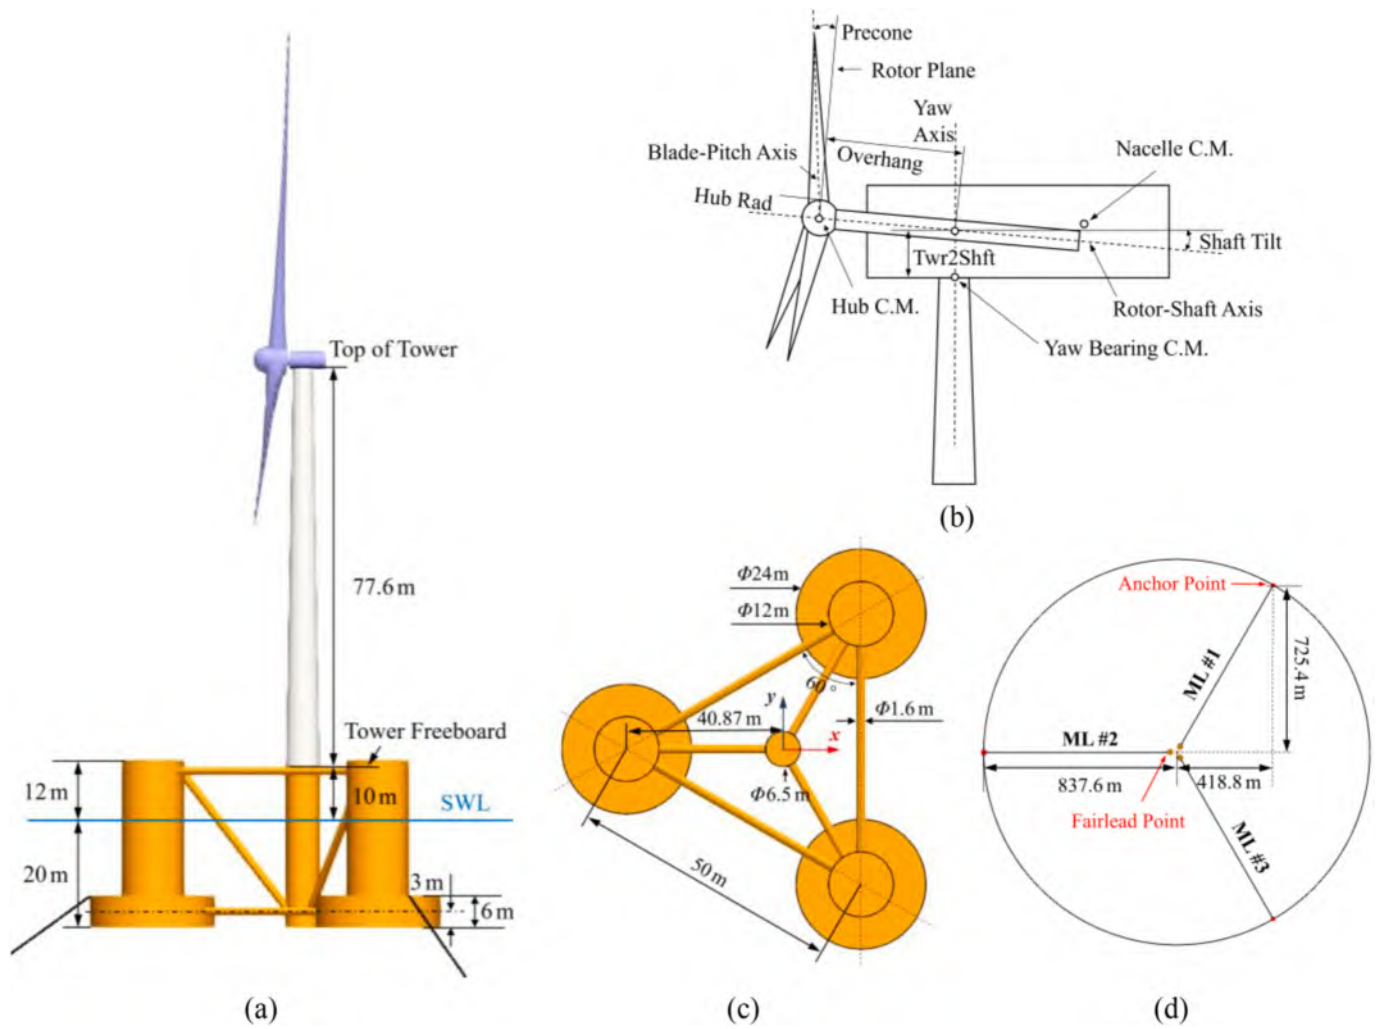 Top of Tower
77.6 m
Tower Freeboard
12 m
10 m
SWL
20 m
3 m
6 m
(a)
Precone
Rotor Plane
Yaw
Axis
Blade-Pitch Axis
Overhang
Nacelle C.M.
Hub Rad
Shaft Tilt
Twr2Shft
Hub C.M.
Rotor-Shaft Axis
Yaw Bearing C.M.
(b)
Φ24m
Φ12m
60°
y
40.87 m
x
Φ1.6 m
Φ6.5 m
50m
(c)
Anchor Point
ML #1
725.4 m
ML #2
837.6 m
418.8 m
Fairlead Point
ML #3
(d)